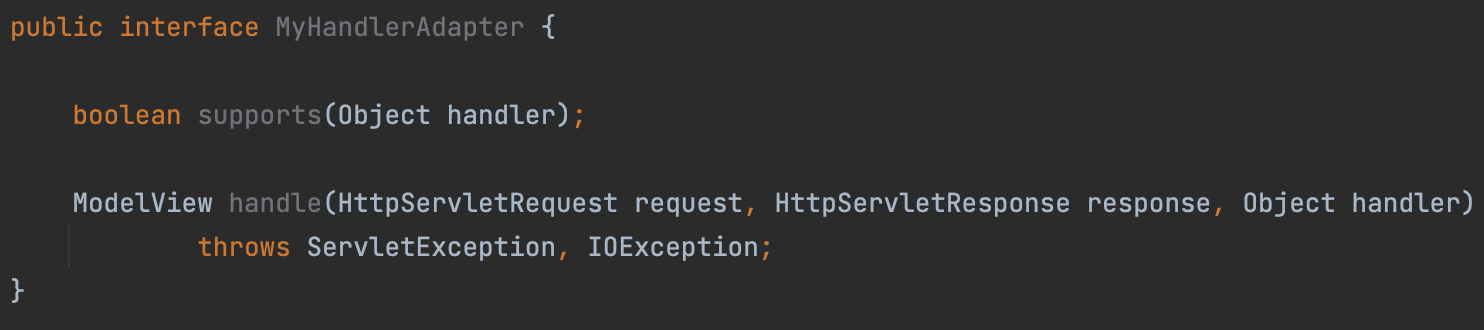 public interface MyHandlerAdapter {
boolean supports(Object handler);
ModelView handle(HttpServletRequest request, HttpServletResponse response, Object handler)
throws ServletException, IOException;
}